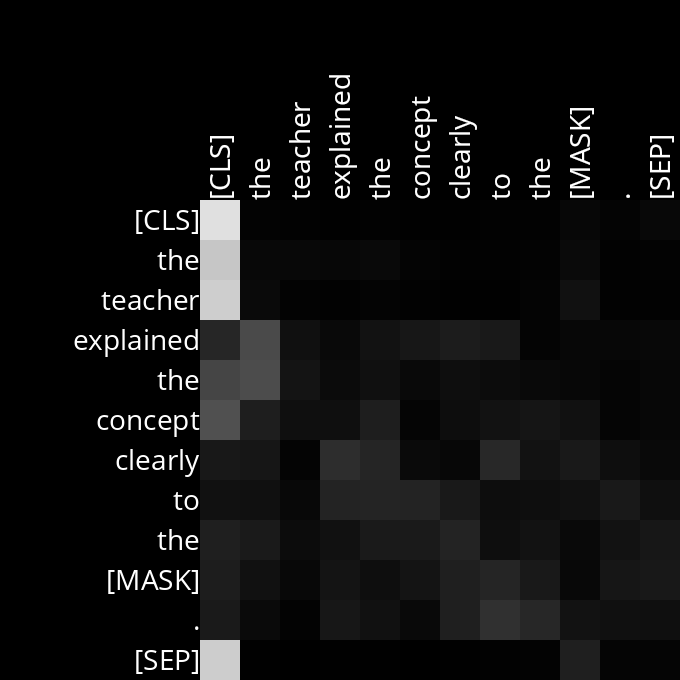 [CLS] the teacher explained the concept clearly to the [MASK] . [SEP]
[CLS]
the
teacher
explained
the
concept
clearly
to
the
[MASK]
.
[SEP]